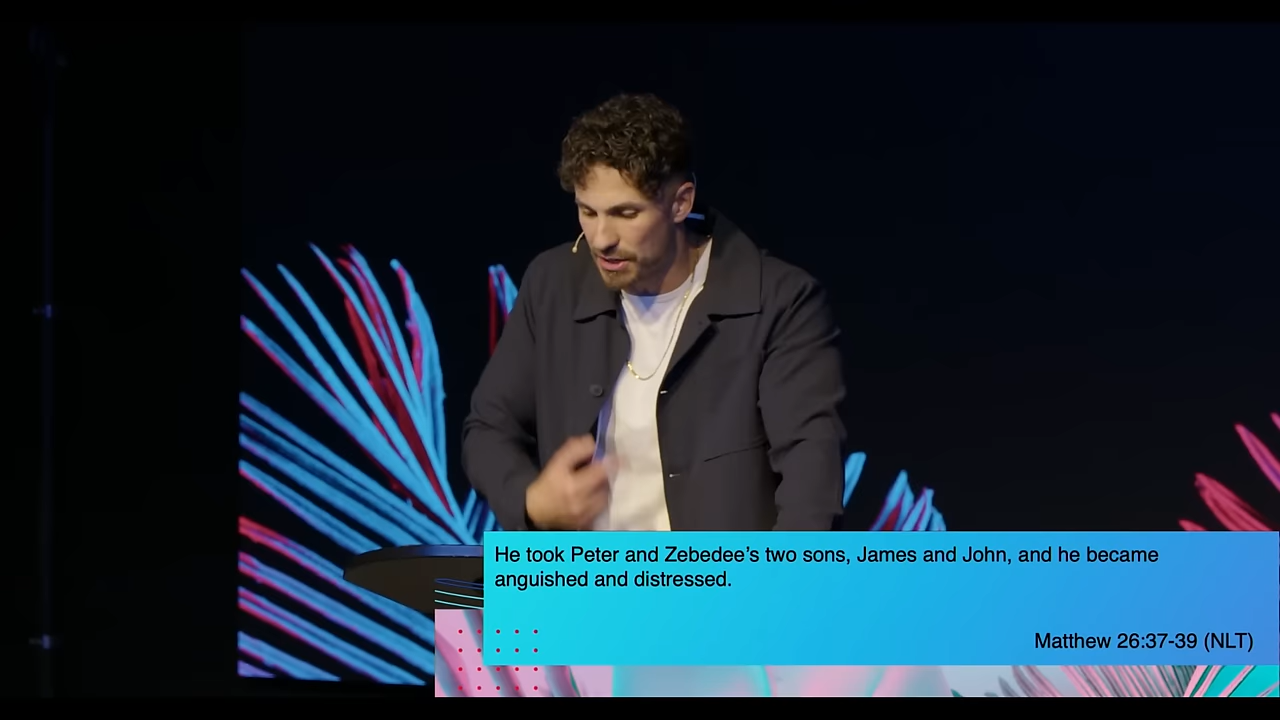 He took Peter and Zebedee’s two sons, James and John, and he became
anguished and distressed.
Matthew 26:37-39 (NLT)